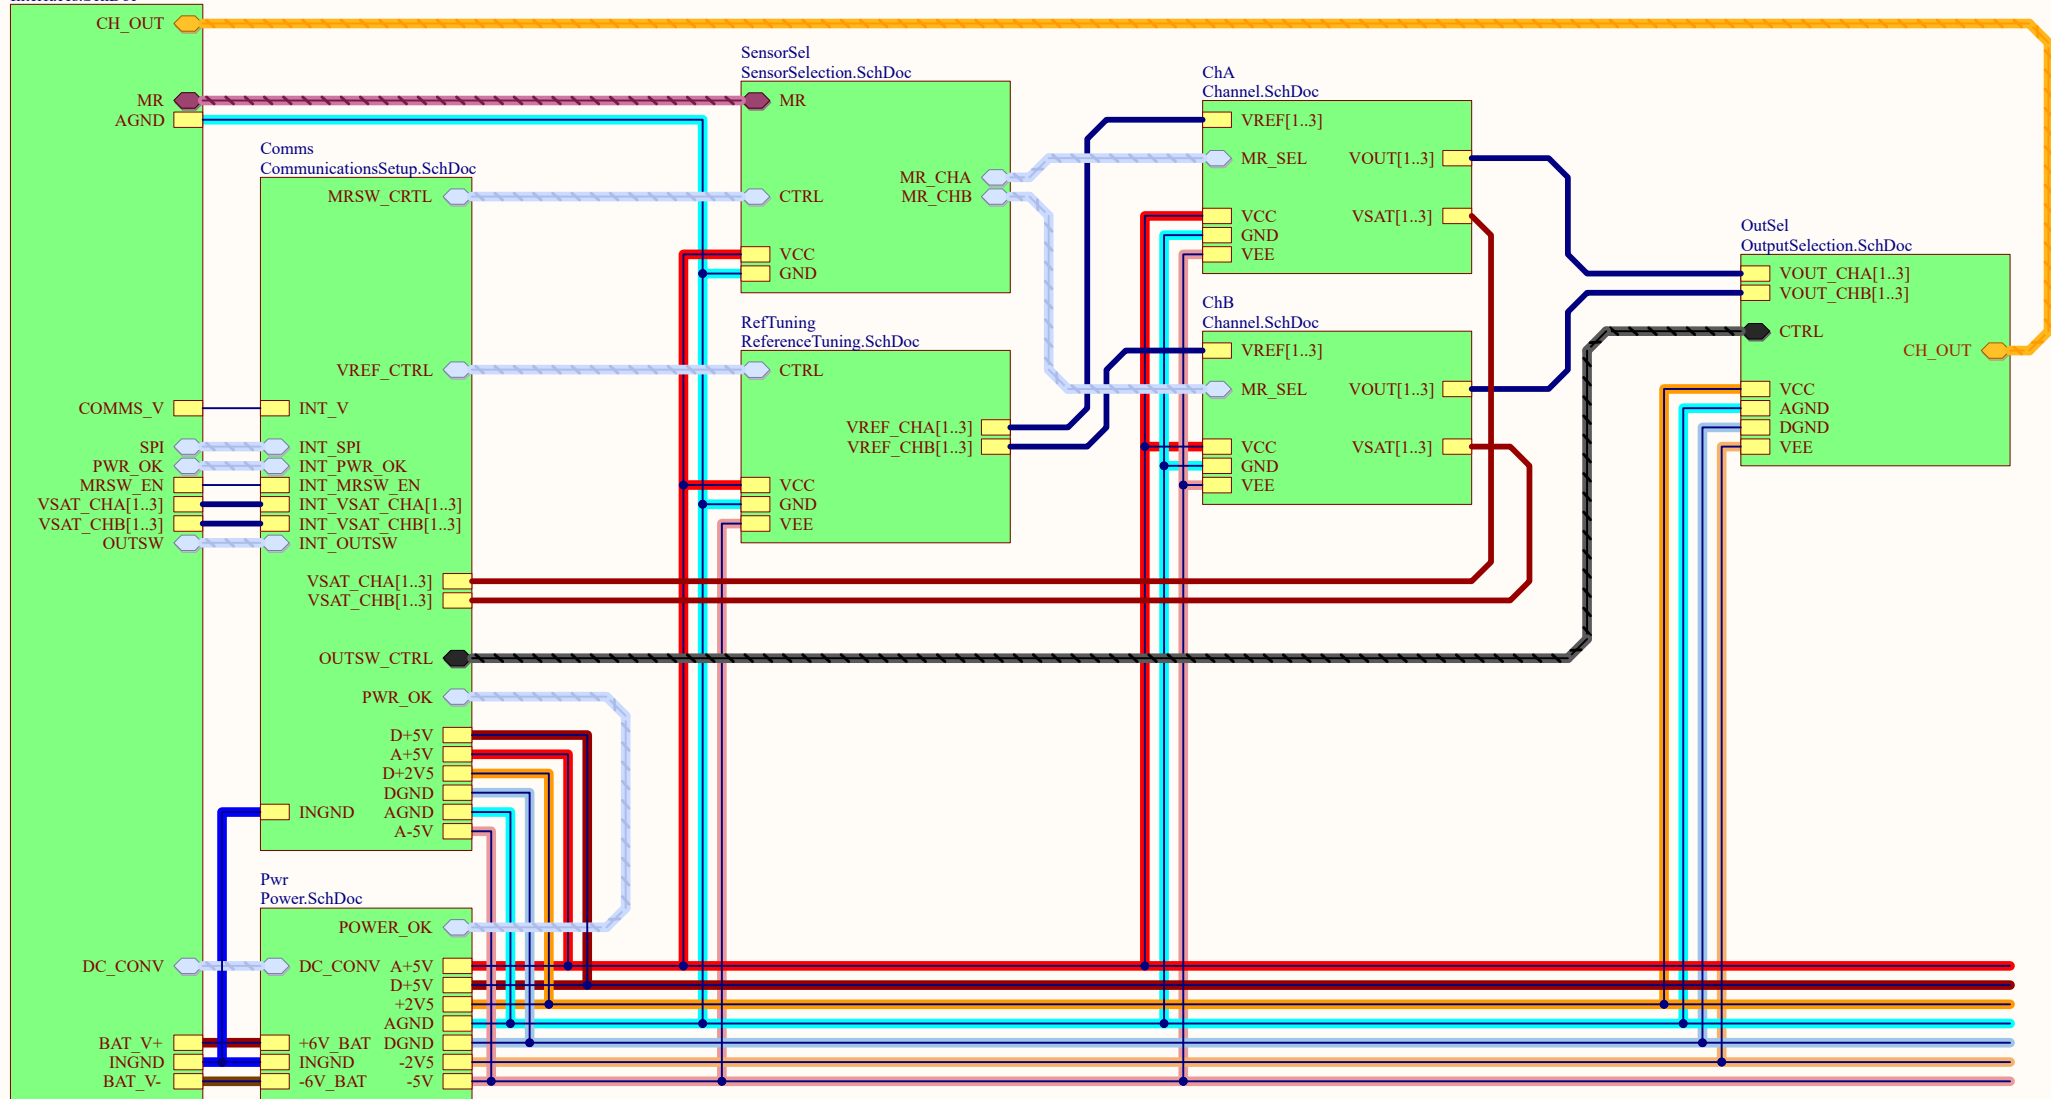 CH_OUT
MR
AGND
COMMS_V
SPI
PWR_OK
MRSW_EN
VSAT_CHA[1..3]
VSAT_CHB[1..3]
OUTSW
DC_CONV
BAT_V+
INGND
BAT_V-
Comms
CommunicationsSetup.SchDoc
MRSW_CRTL
VREF_CTRL
INT_V
INT_SPI
INT_PWR_OK
INT_MRSW_EN
INT_VSAT_CHA[1..3]
INT_VSAT_CHB[1..3]
INT_OUTSW
VSAT_CHA[1..3]
VSAT_CHB[1..3]
OUTSW_CTRL
PWR_OK
D+5V
A+5V
D+2V5
DGND
INGND AGND
A-5V
Pwr
Power.SchDoc
POWER_OK
DC_CONV A+5V
D+5V
+2V5
AGND
+6V_BAT DGND
INGND -2V5
-6V_BAT -5V
SensorSel
SensorSelection.SchDoc
MR
MR_CHA
CTRL MR_CHB
VCC
GND
RefTuning
ReferenceTuning.SchDoc
CTRL
VREF_CHA[1..3]
VREF_CHB[1..3]
VCC
GND
VEE
ChA
Channel.SchDoc
VREF[1..3]
MR_SEL VOUT[1..3]
VCC VSAT[1..3]
GND
VEE
ChB
Channel.SchDoc
VREF[1..3]
MR_SEL VOUT[1..3]
VCC VSAT[1..3]
GND
VEE
OutSel
OutputSelection.SchDoc
VOUT_CHA[1..3]
VOUT_CHB[1..3]
CTRL
CH_OUT
VCC
AGND
DGND
VEE